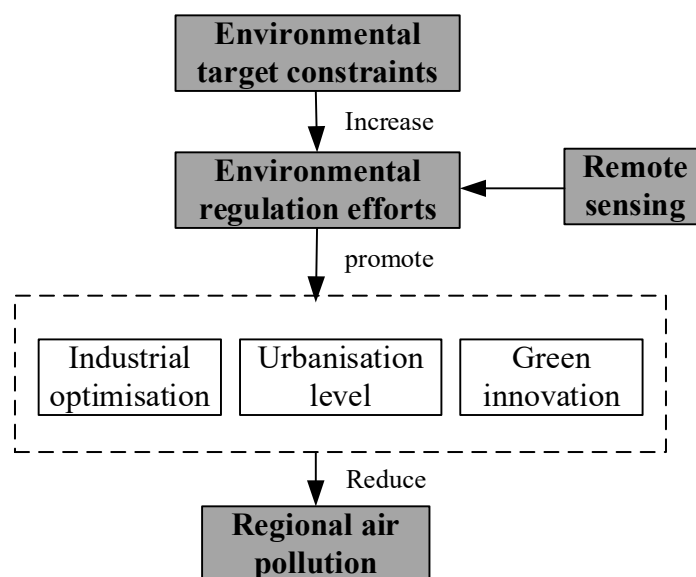 Environmental
target constraints
Increase
Environmental
regulation efforts
Remote
sensing
promote
Industrial
optimisation
Urbanisation
level
Green
innovation
Reduce
Regional air
pollution